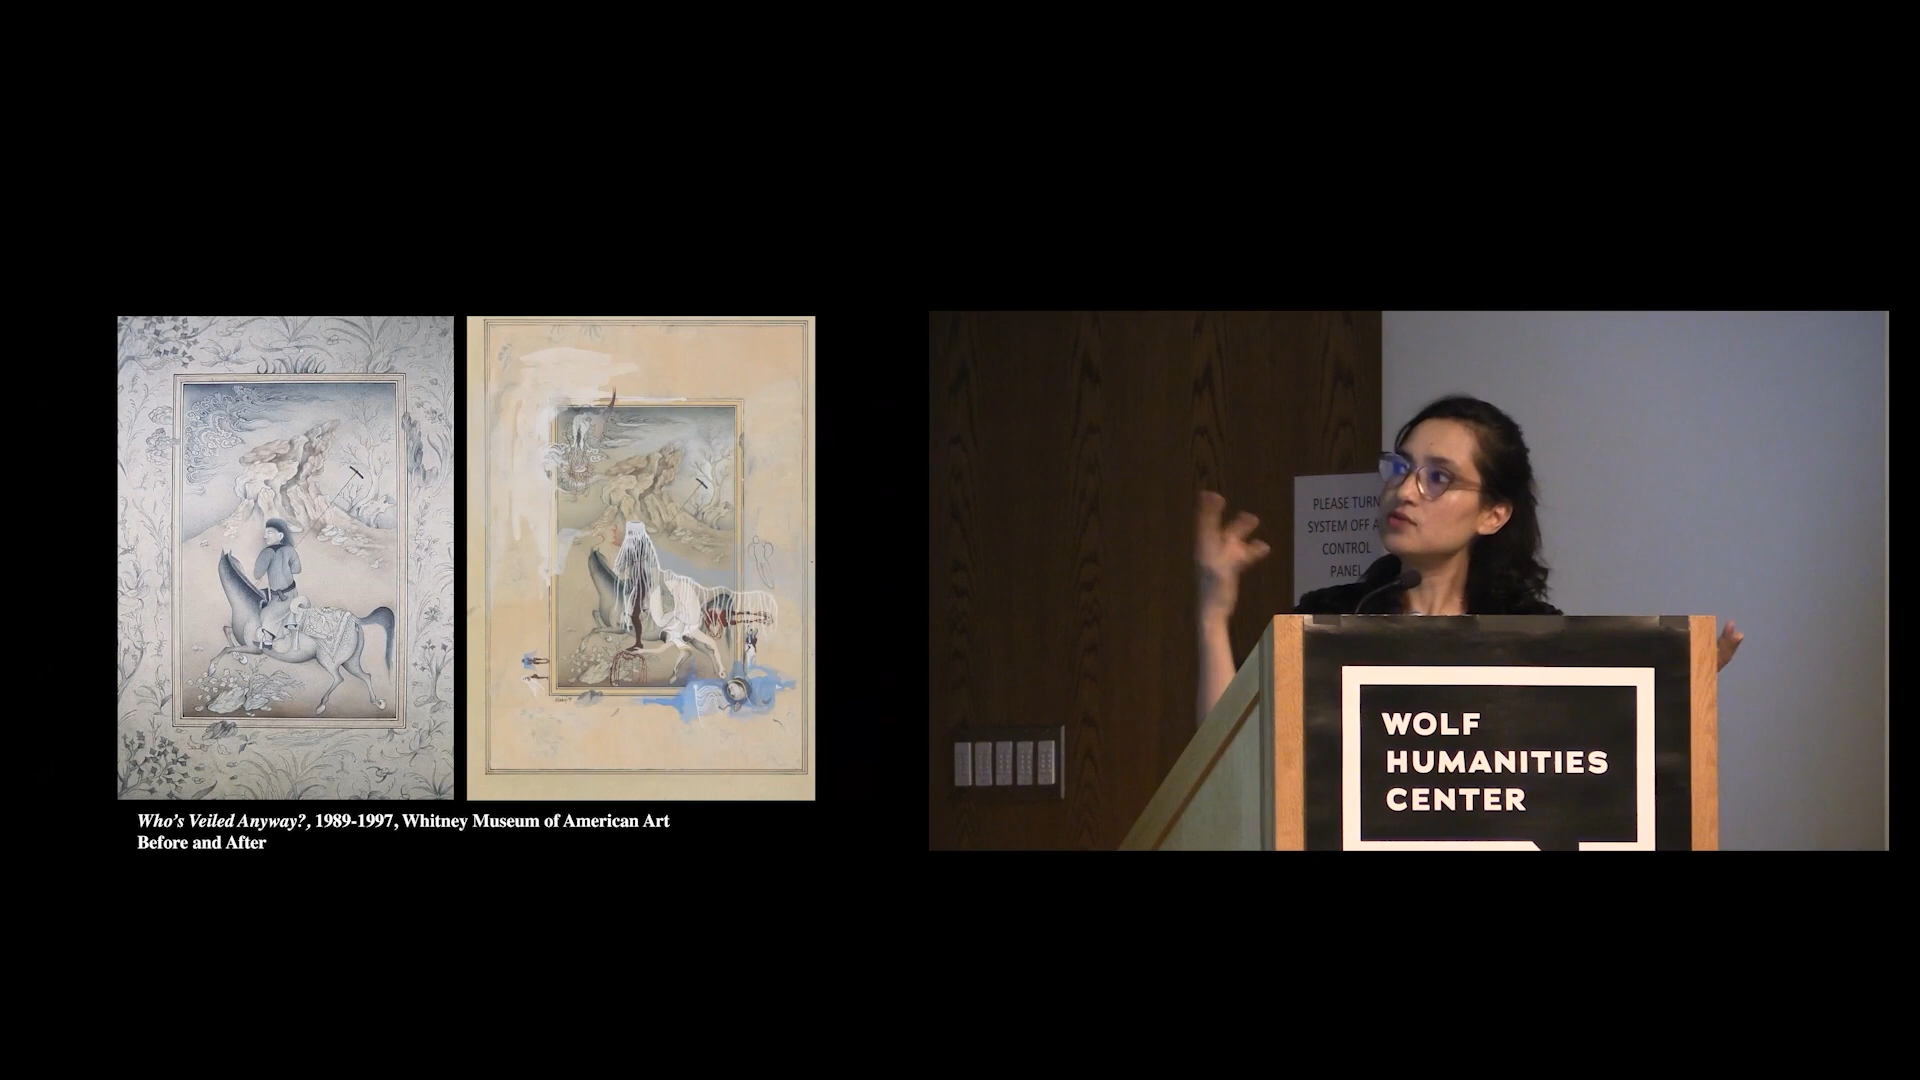 Who's Veiled Anyway?, 1989-1997, Whitney Museum of American Art
Before and After
PLEASE TURN
SYSTEM OFF A
CONTROL
PANEL
WOLF
HUMANITIES
CENTER